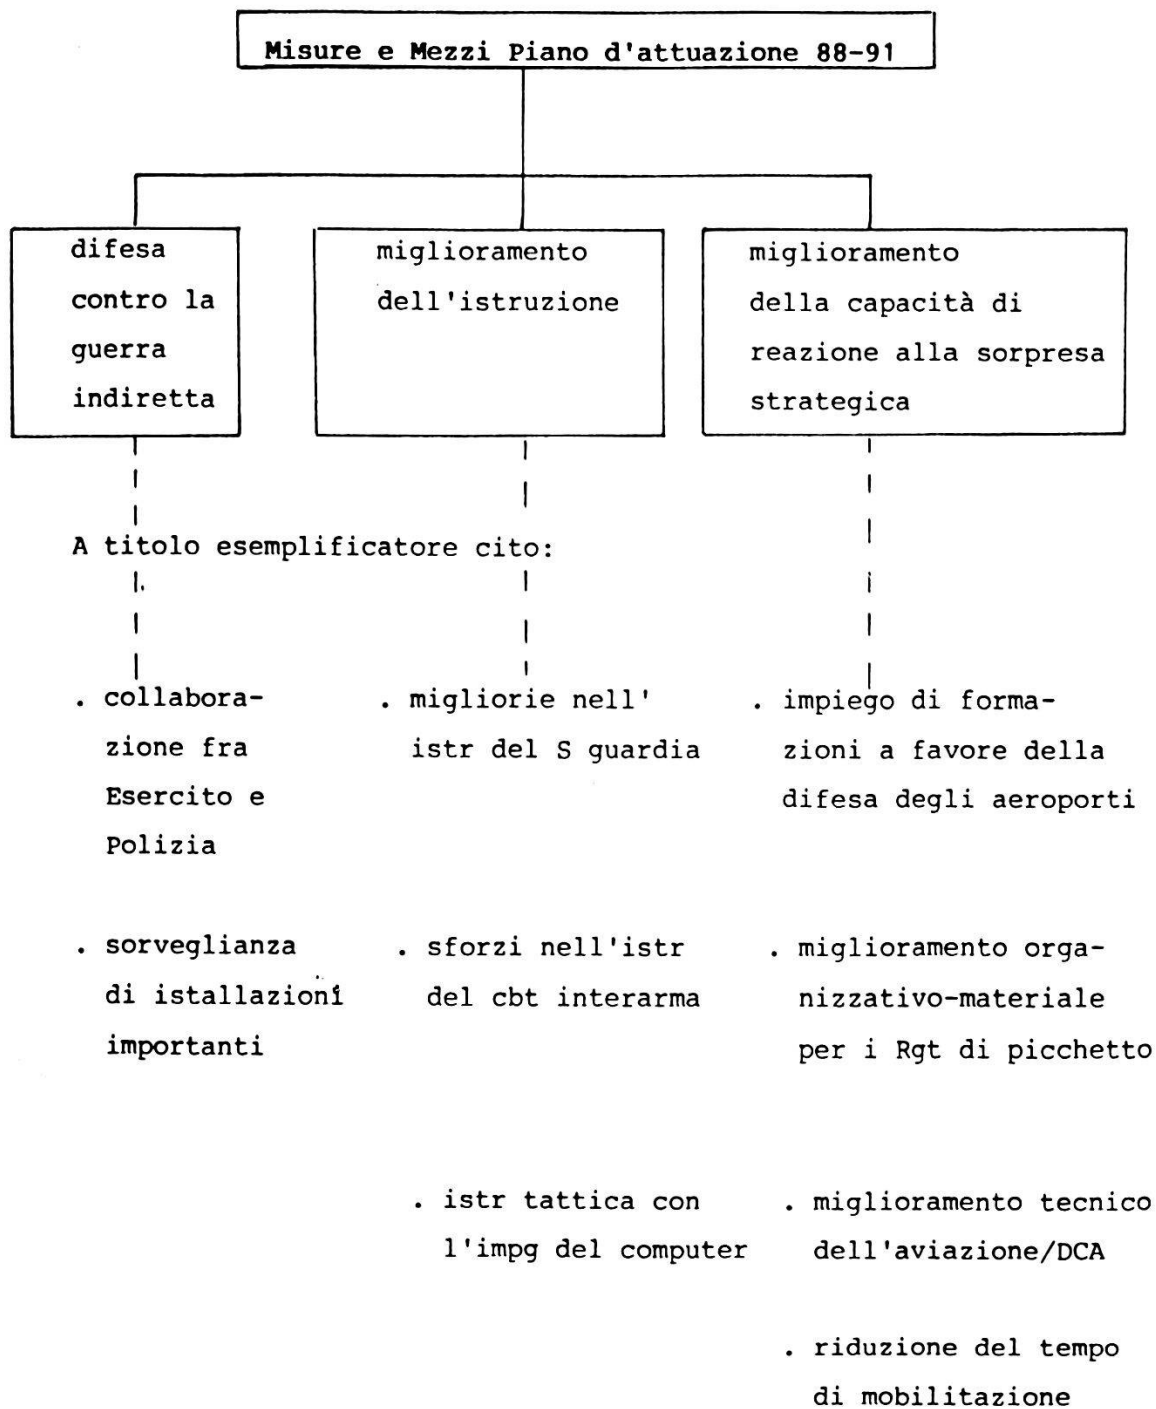 Misure e Mezzi Piano d'attuazione 88-91
difesa
contro la
guerra
indiretta
miglioramento
dell'istruzione
miglioramento
della capacità di
reazione alla sorpresa
strategica
A titolo esemplificatore cito:
. collabora-
zione fra
Esercito e
Polizia
. sorveglianza
di istallazioni
importanti
. migliorie nell'
istr del S guardia
. sforzi nell'istr
del cbt interarma
. istr tattica con
l'impg del computer
. impiego di forma-
zioni a favore della
difesa degli aeroporti
. miglioramento orga-
nizzativo-materiale
per i Rgt di picchetto
. miglioramento tecnico
dell'aviazione/DCA
. riduzione del tempo
di mobilitazione